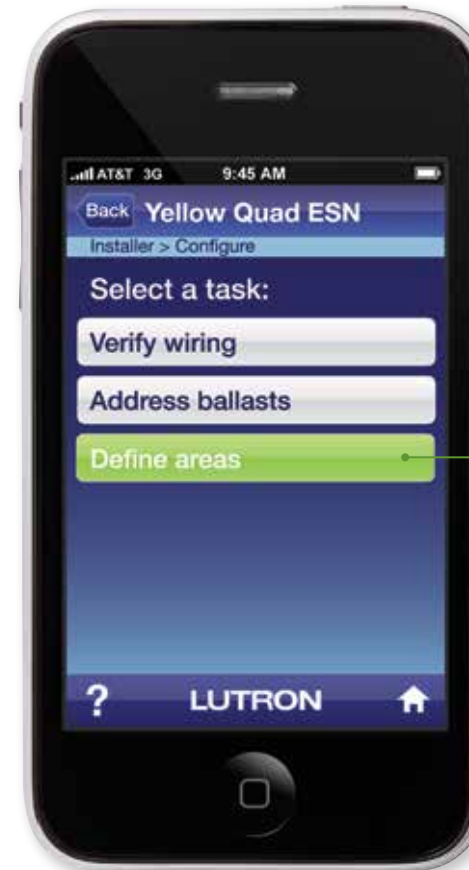 AT&T 3G 9:45 AM
Back Yellow Quad ESN
Installer > Configure
Select a task:
Verify wiring
Address ballasts
Define areas
? LUTRON